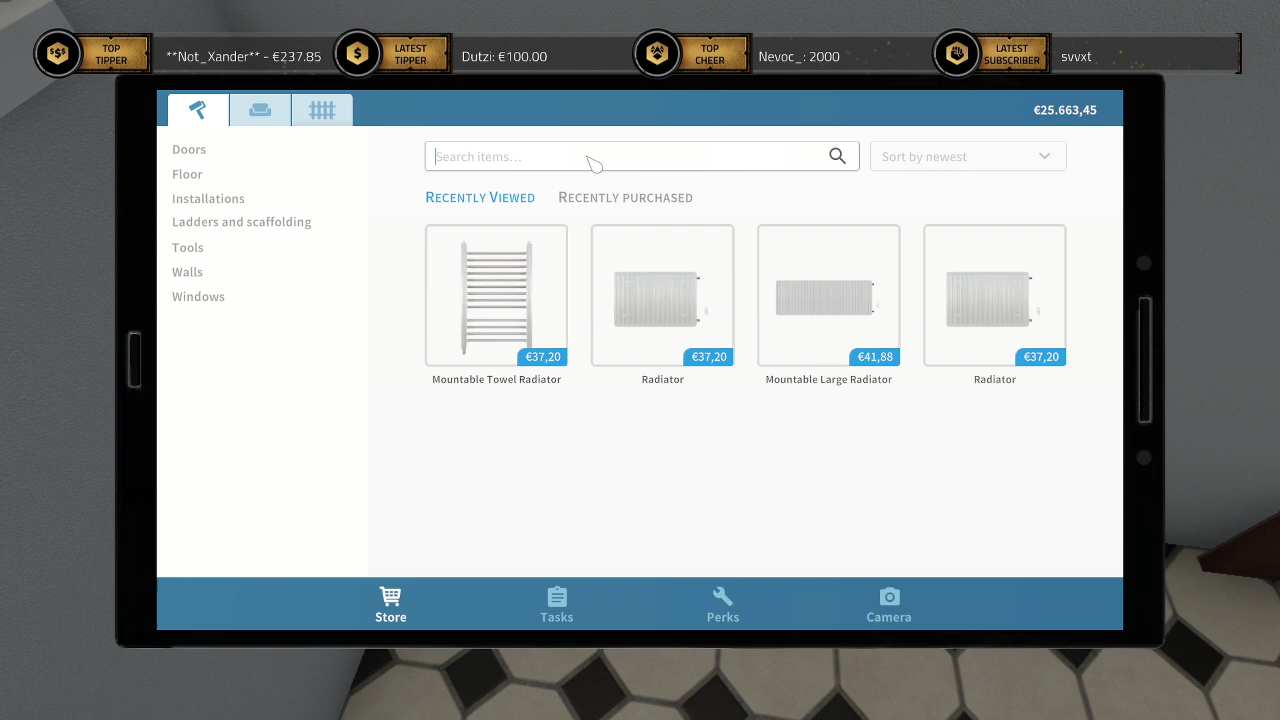 TOP
TIPPER
**Not_Xander** - €237.85
LATEST
TIPPER
Dutzi: €100.00
TOP
CHEER
Nevoc_: 2000
LATEST
SUBSCRIBER
svvxt
€25.663,45
Doors
Floor
Installations
Ladders and scaffolding
Tools
Walls
Windows
Search items...
Sort by newest
RECENTLY VIEWED
RECENTLY PURCHASED
€37,20
Mountable Towel Radiator
€37,20
Radiator
€41,88
Mountable Large Radiator
€37,20
Radiator
Store
Tasks
Perks
Camera